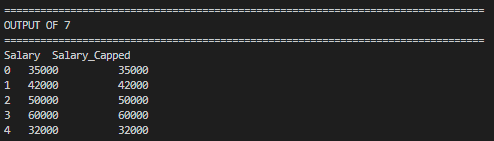 ================================================================================
OUTPUT OF 7
================================================================================
Salary  Salary_Capped
0   35000          35000
1   42000          42000
2   50000          50000
3   60000          60000
4   32000          32000